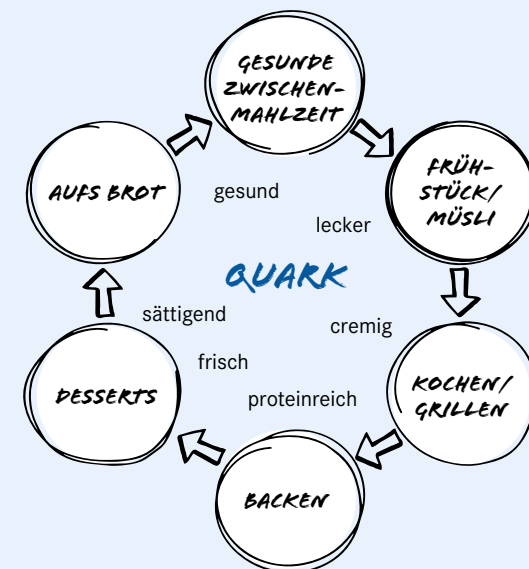 GESUNDE
ZWISCHEN-
MAHLZEIT
FRÜH-
STÜCK/
MÜSLI
AUFS BROT
gesund
lecker
QUARK
sättigend
cremig
frisch
KOCHEN/
GRILLEN
DESSERTS
proteinreich
BACKEN